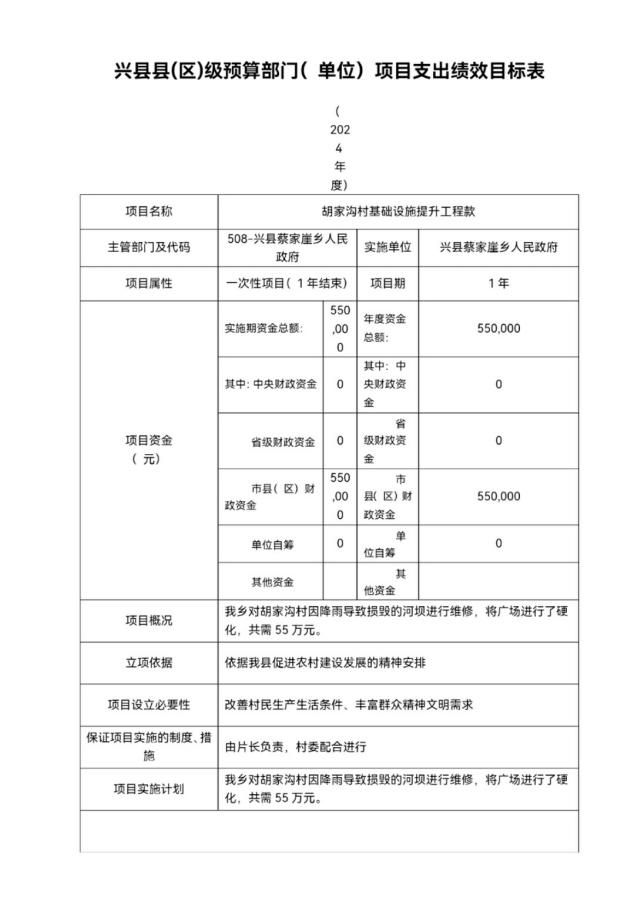 兴县县(区)级预算部门( 单位) 项目支出绩效目标表
(
202
4
年
度)
项目名称
胡家沟村基础设施提升工程款
主管部门及代码
508-兴县蔡家崖乡人民
政府
实施单位
兴县蔡家崖乡人民政府
项目属性
一次性项目( 1 年结束)
项目期
1 年
项目资金
( 元)
实施期资金总额:
550
,00
0
年度资金
总额:
550,000
其中: 中央财政资金
0
其中: 中
央财政资
金
0
省级财政资金
0
省
级财政资
金
0
市县( 区) 财
政资金
550
,00
0
市
县( 区) 财
政资金
550,000
单位自筹
0
单
位自筹
0
其他资金
其
他资金
项目概况
我乡对胡家沟村因降雨导致损毁的河坝进行维修，将广场进行了硬
化，共需 55 万元。
立项依据
依据我县促进农村建设发展的精神安排
项目设立必要性
改善村民生产生活条件、丰富群众精神文明需求
保证项目实施的制度、措
施
由片长负责，村委配合进行
项目实施计划
我乡对胡家沟村因降雨导致损毁的河坝进行维修，将广场进行了硬
化，共需 55 万元。